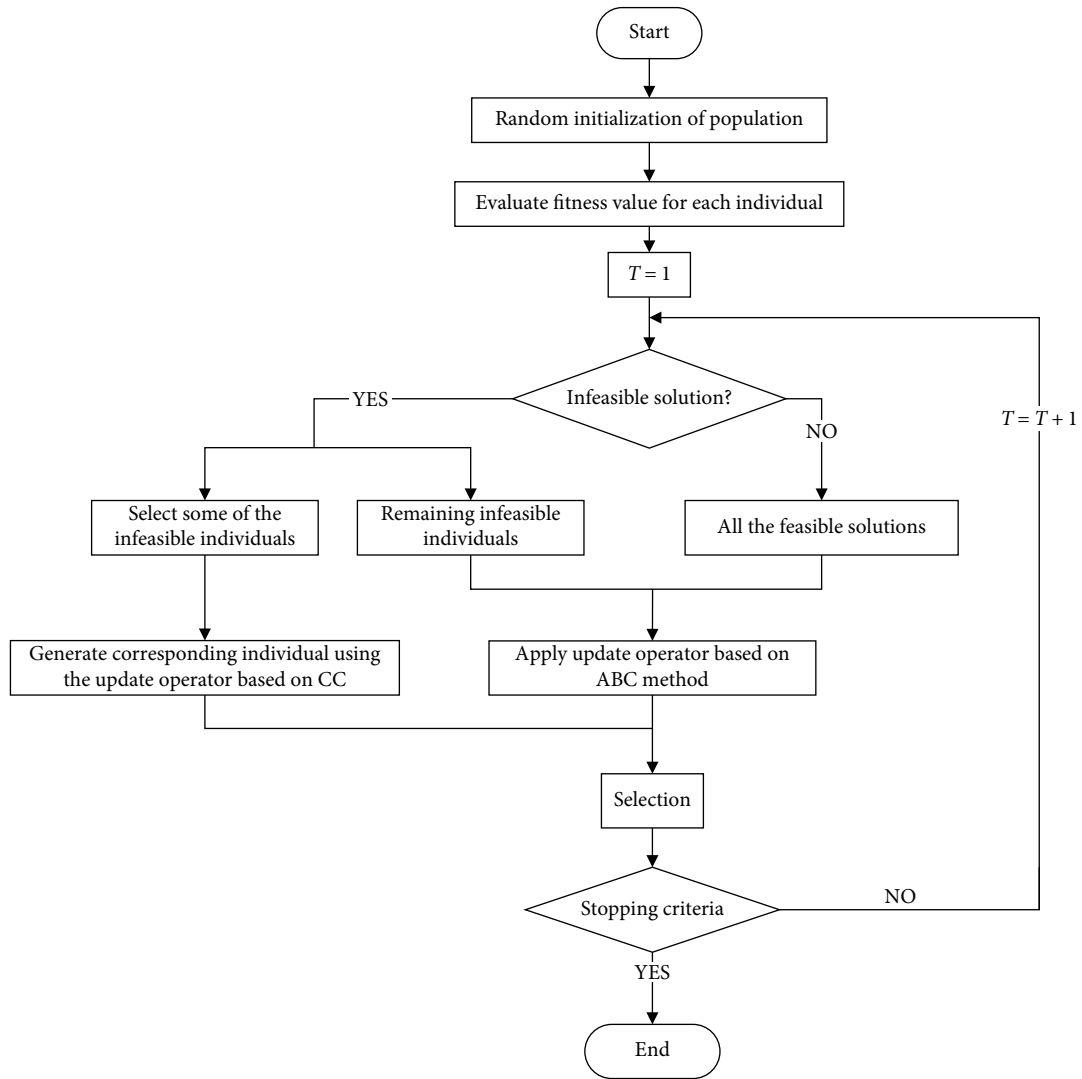 Start
Random initialization of population
Evaluate fitness value for each individual
T = 1
Infeasible solution?
YES
NO
T = T + 1
Select some of the
infeasible individuals
Remaining infeasible
individuals
All the feasible solutions
Generate corresponding individual using
the update operator based on CC
Apply update operator based on
ABC method
Selection
Stopping criteria
NO
YES
End